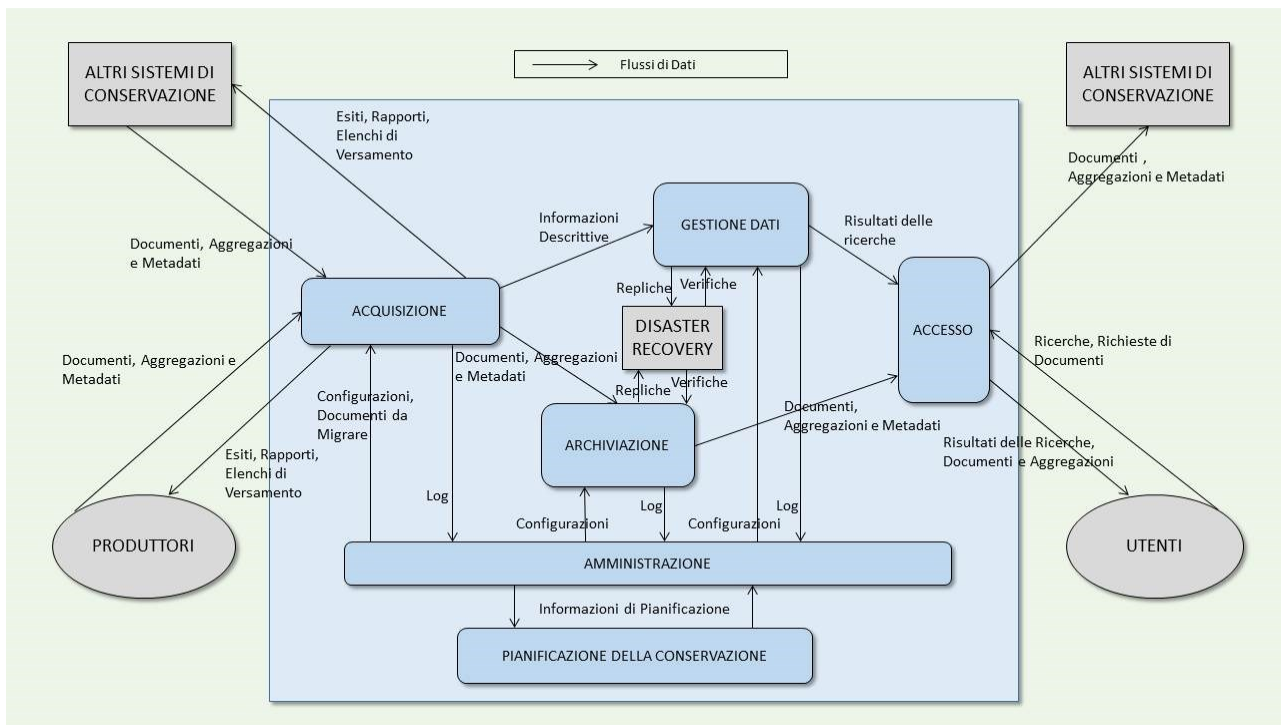 ALTRI SISTEMI DI
CONSERVAZIONE
Flussi di Dati
ALTRI SISTEMI DI
CONSERVAZIONE
Esiti, Rapporti,
Elenchi di
Versamento
Documenti ,
Aggregazioni e Metadati
Documenti, Aggregazioni
e Metadati
Informazioni
Descrittive
GESTIONE DATI
Risultati delle
ricerche
ACQUISIZIONE
Repliche
Verifiche
DISASTER
RECOVERY
ACCESSO
Ricerche, Richieste di
Documenti
Documenti, Aggregazioni e
Metadati
Documenti, Aggregazioni
e Metadati
Repliche
Verifiche
Configurazioni,
Documenti da
Migrare
Documenti,
Aggregazioni e Metadati
ARCHIVIAZIONE
Risultati delle Ricerche,
Documenti e Aggregazioni
Esiti, Rapporti,
Elenchi di
Versamento
Log
Configurazioni
Log
Configurazioni
Log
PRODUTTORI
UTENTI
AMMINISTRAZIONE
Informazioni di Pianificazione
PIANIFICAZIONE DELLA CONSERVAZIONE